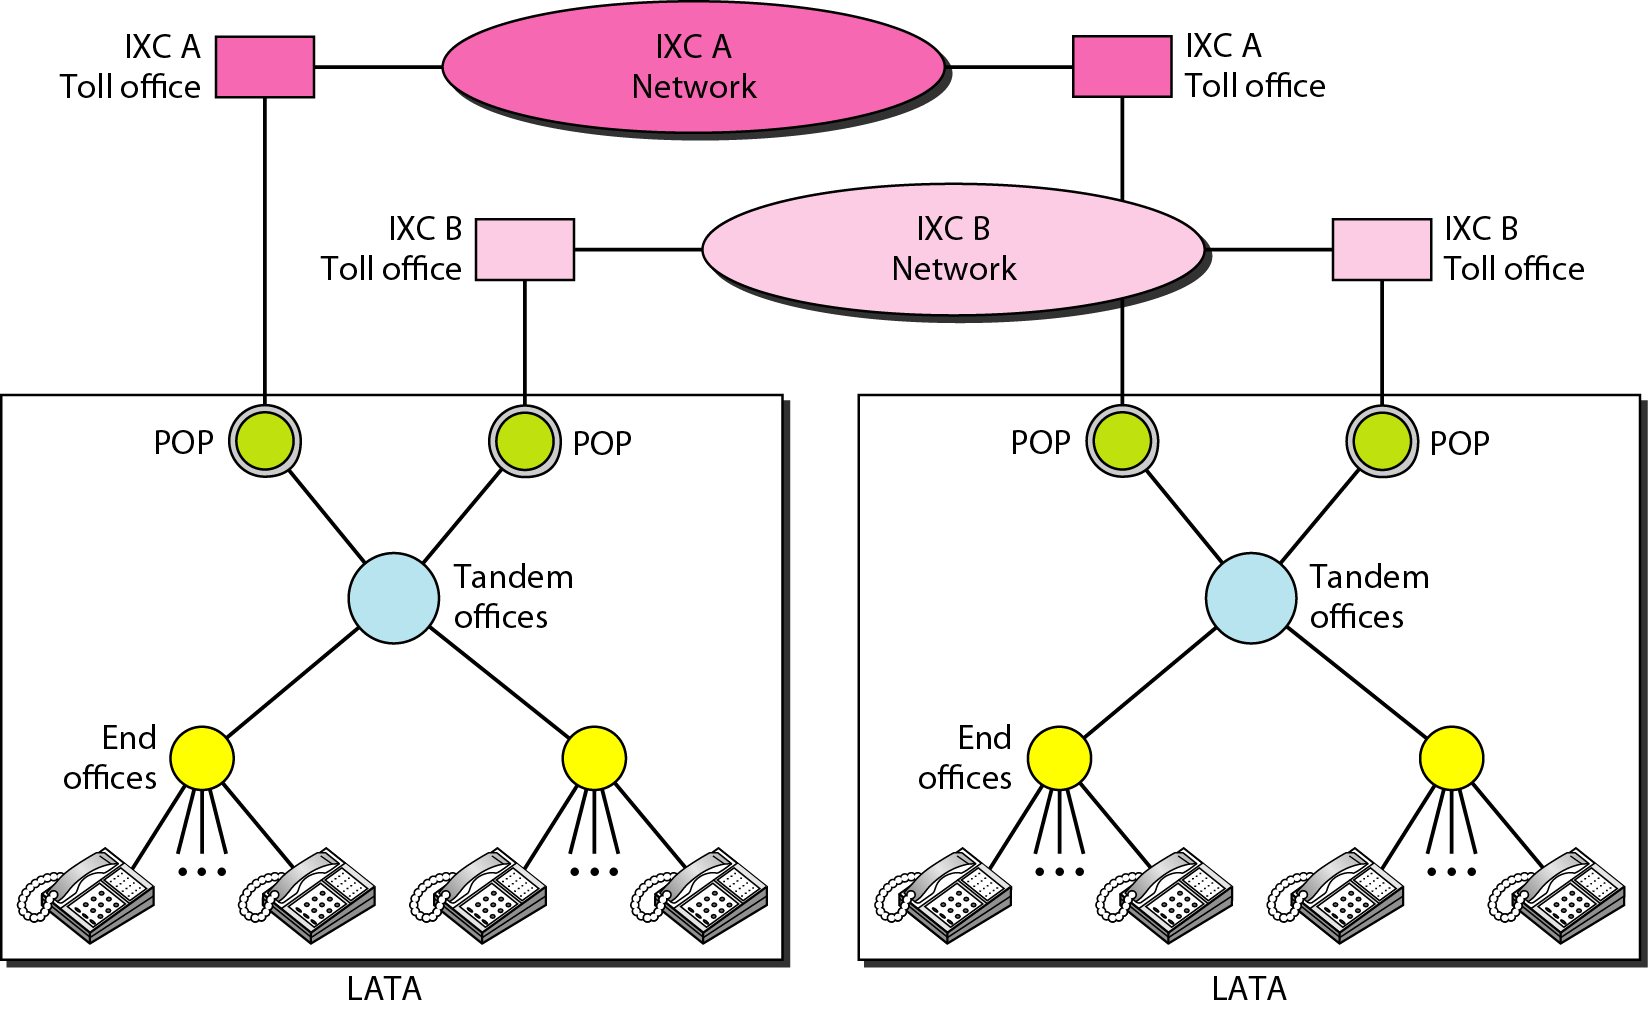 IXC A
Toll office
IXC A
Network
IXC A
Toll office
IXC B
Toll office
IXC B
Network
IXC B
Toll office
POP
POP
POP
POP
Tandem
offices
Tandem
offices
End
offices
End
offices
LATA
LATA